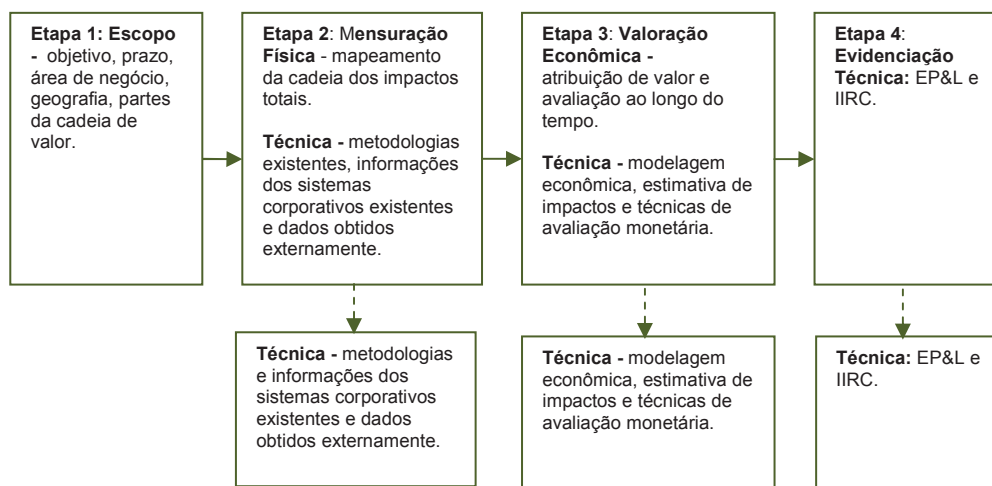 Etapa 1: Escopo
- objetivo, prazo,
área de negócio,
geografia, partes
da cadeia de
valor.
Etapa 2: Mensuração
Física - mapeamento
da cadeia dos impactos
totais.
Técnica - metodologias
existentes, informações
dos sistemas
corporativos existentes
e dados obtidos
externamente.
Etapa 3: Valoração
Econômica -
atribuição de valor e
avaliação ao longo do
tempo.
Técnica - modelagem
econômica, estimativa de
impactos e técnicas de
avaliação monetária.
Etapa 4:
Evidenciação
Técnica: EP&L e
IIRC.
Técnica - metodologias
e informações dos
sistemas corporativos
existentes e dados
obtidos externamente.
Técnica - modelagem
econômica, estimativa de
impactos e técnicas de
avaliação monetária.
Técnica: EP&L e
IIRC.